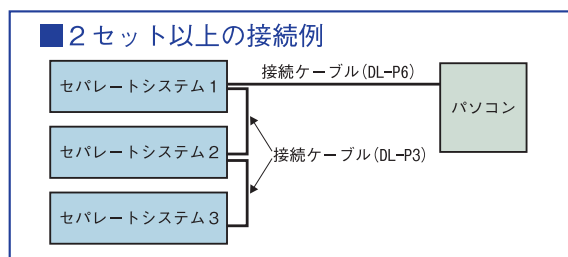 ■2セット以上の接続例
セパレートシステム1
接続ケーブル(DL-P6)
パソコン
セパレートシステム2
接続ケーブル(DL-P3)
セパレートシステム3